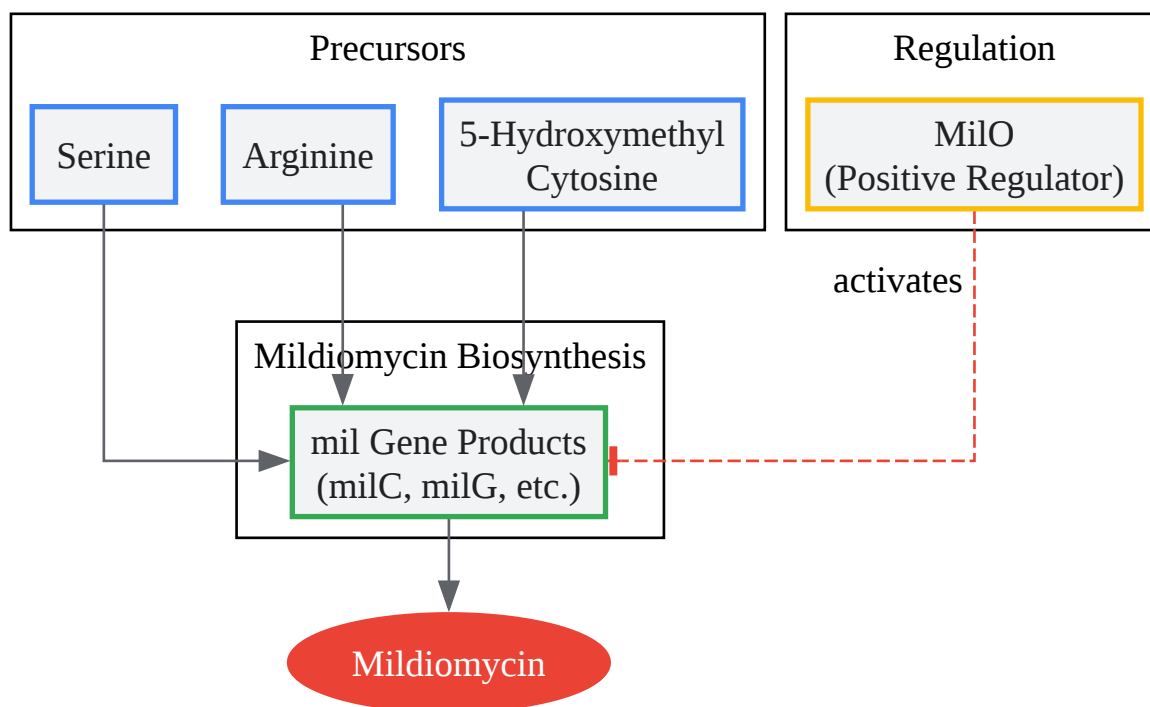 Precursors
Regulation
Serine
Arginine
5-Hydroxymethyl
Cytosine
MilO
(Positive Regulator)
activates
Mildiomycin Biosynthesis
mil Gene Products
(milC, milG, etc.)
Mildiomycin